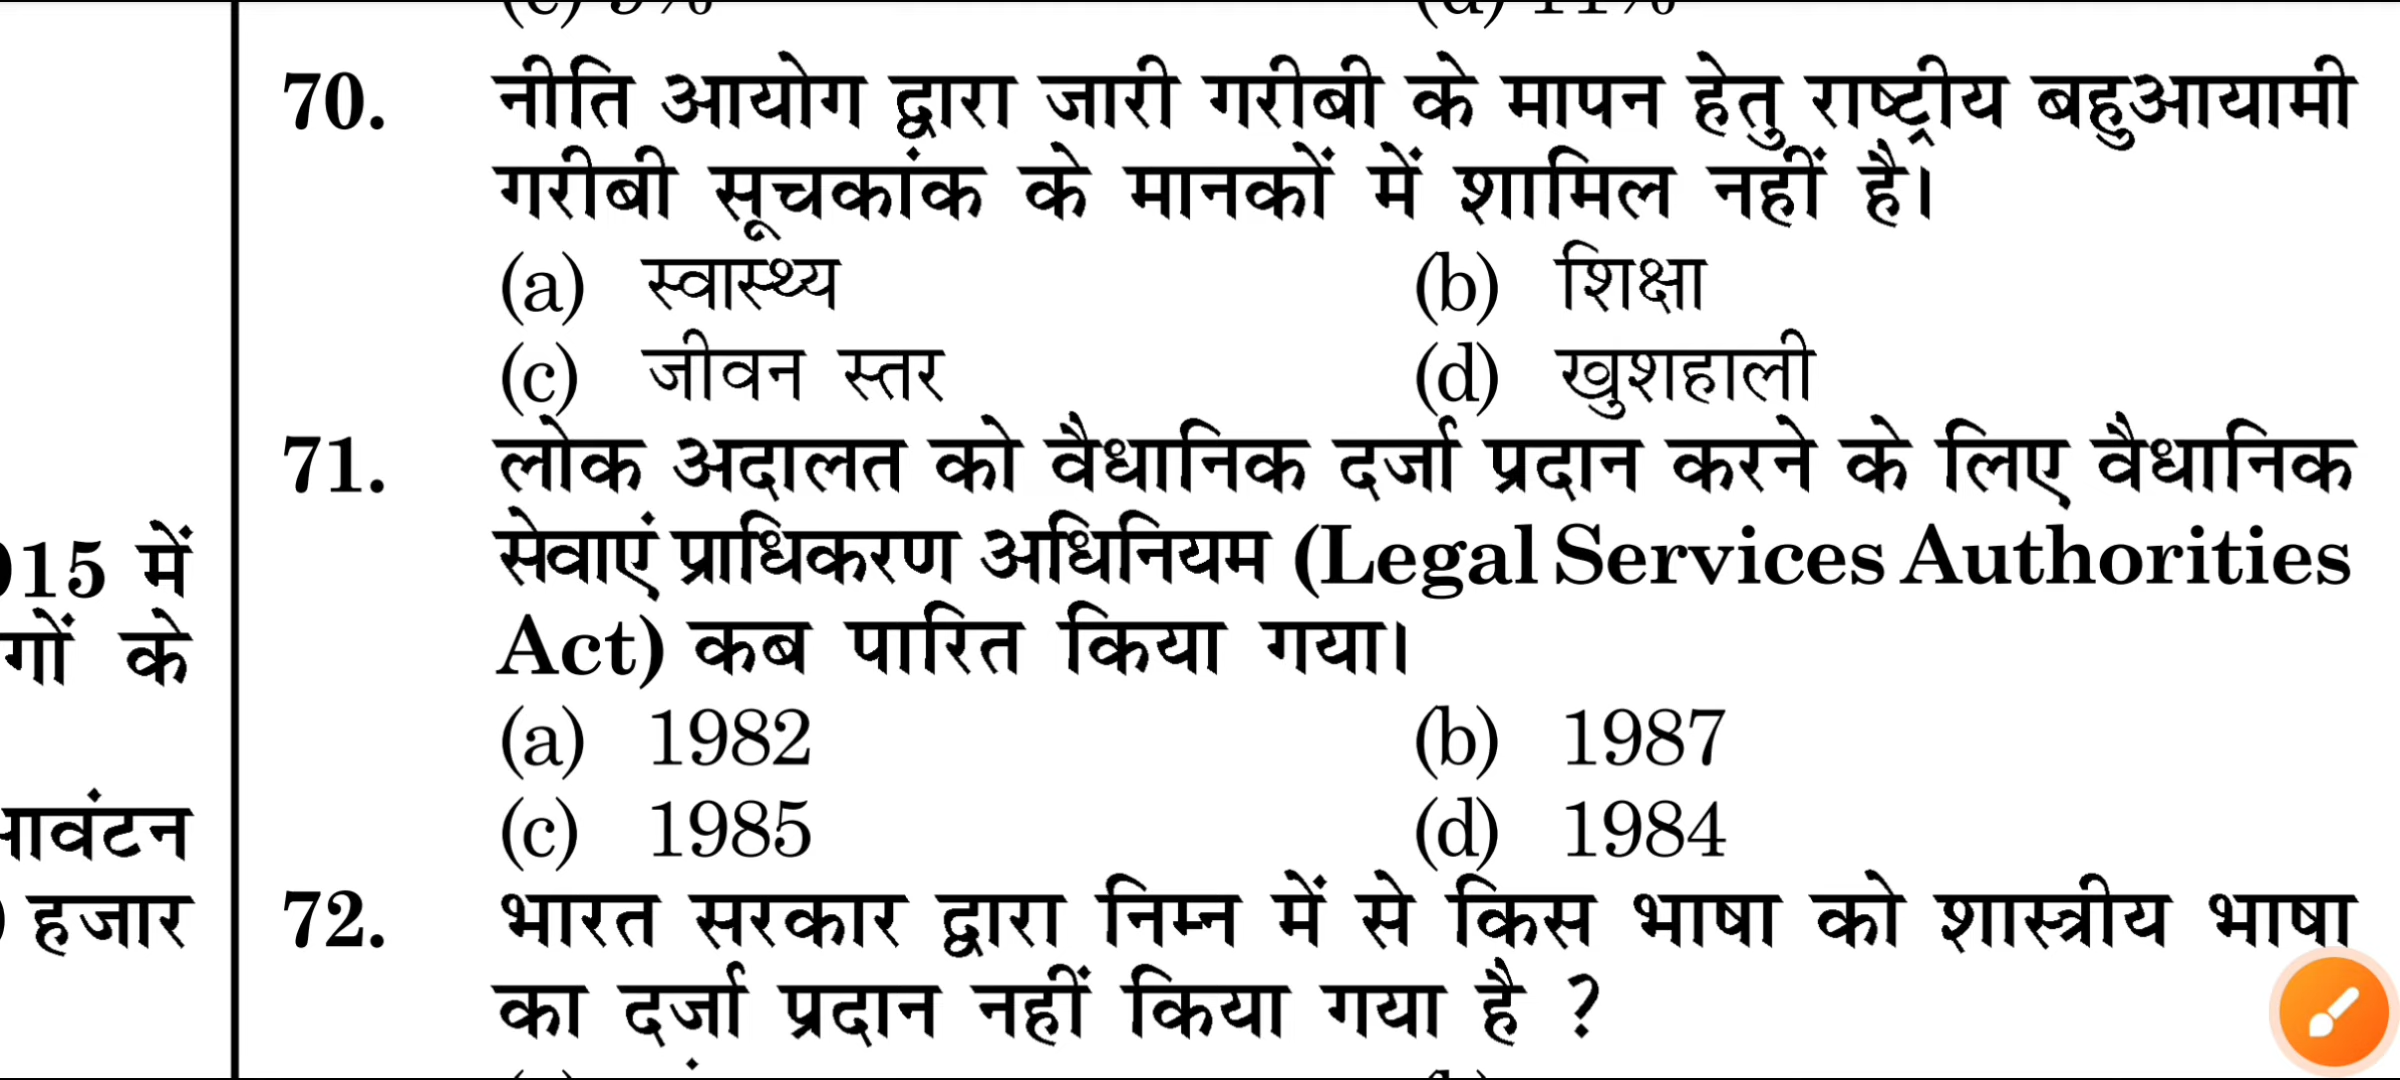 70. नीति आयोग द्वारा जारी गरीबी के मापन हेतु राष्ट्रीय बहुआयामी
गरीबी सूचकांक के मानकों में शामिल नहीं है।
(a) स्वास्थ्य (b) शिक्षा
(c) जीवन स्तर (d) खुशहाली
71. लोक अदालत को वैधानिक दर्जा प्रदान करने के लिए वैधानिक
सेवाएं प्राधिकरण अधिनियम (Legal Services Authorities
Act) कब पारित किया गया।
(a) 1982 (b) 1987
(c) 1985 (d) 1984
72. भारत सरकार द्वारा निम्न में से किस भाषा को शास्त्रीय भाषा
का दर्जा प्रदान नहीं किया गया है ?
15 में
के
हजार